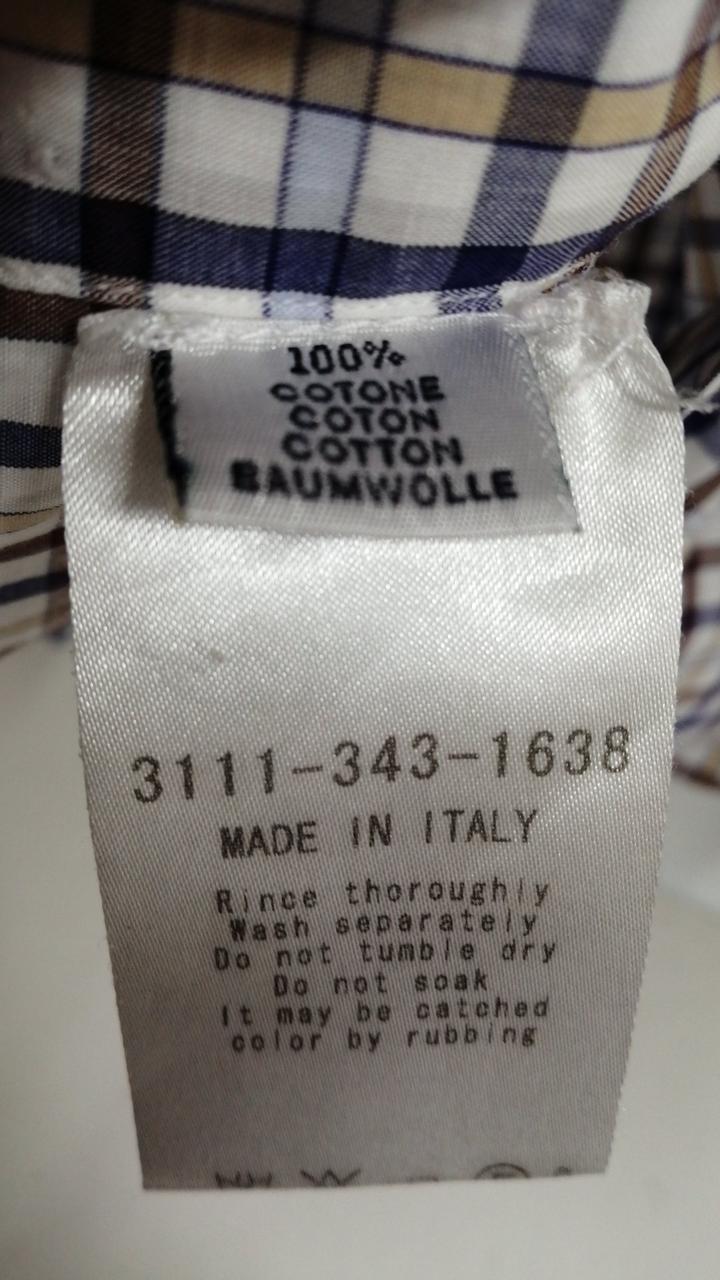 100%
COTONE
COTON
COTTON
BAUMWOLLE
3111-343-1638
MADE IN ITALY
Rince thoroughly
Wash separately
Do not tumble dry
Do not soak
It may be catched
color by rubbing